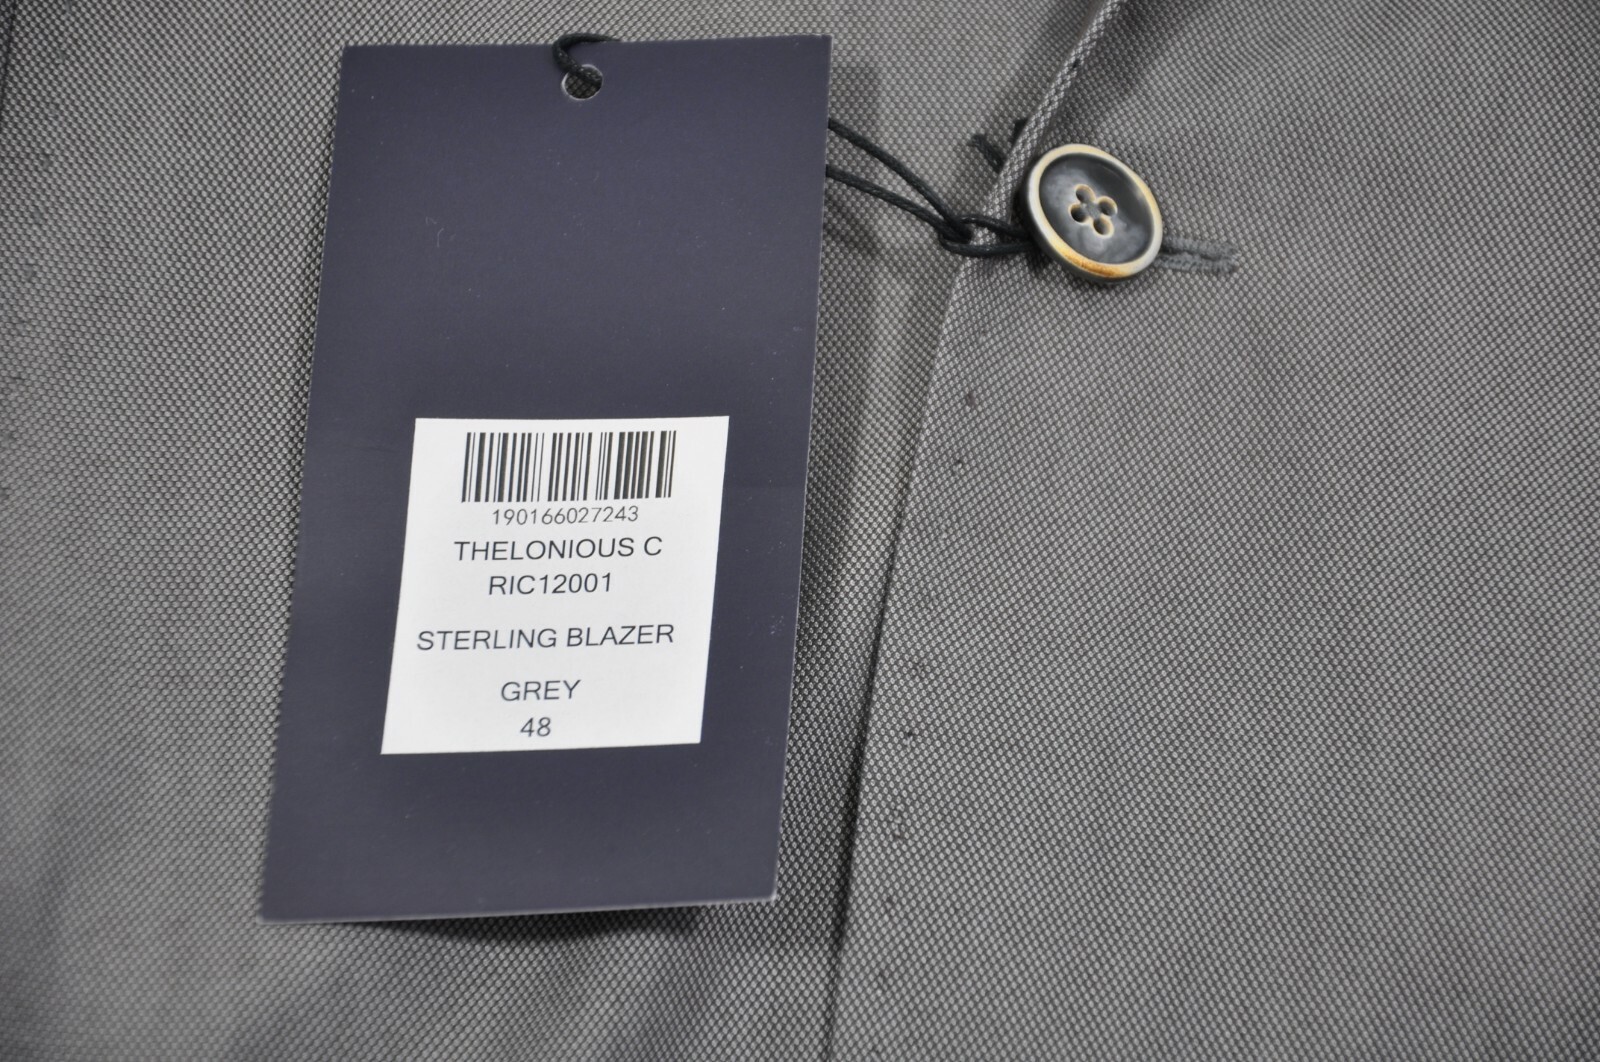 190166027243
THELONIOUS C
RIC12001
STERLING BLAZER
GREY
48